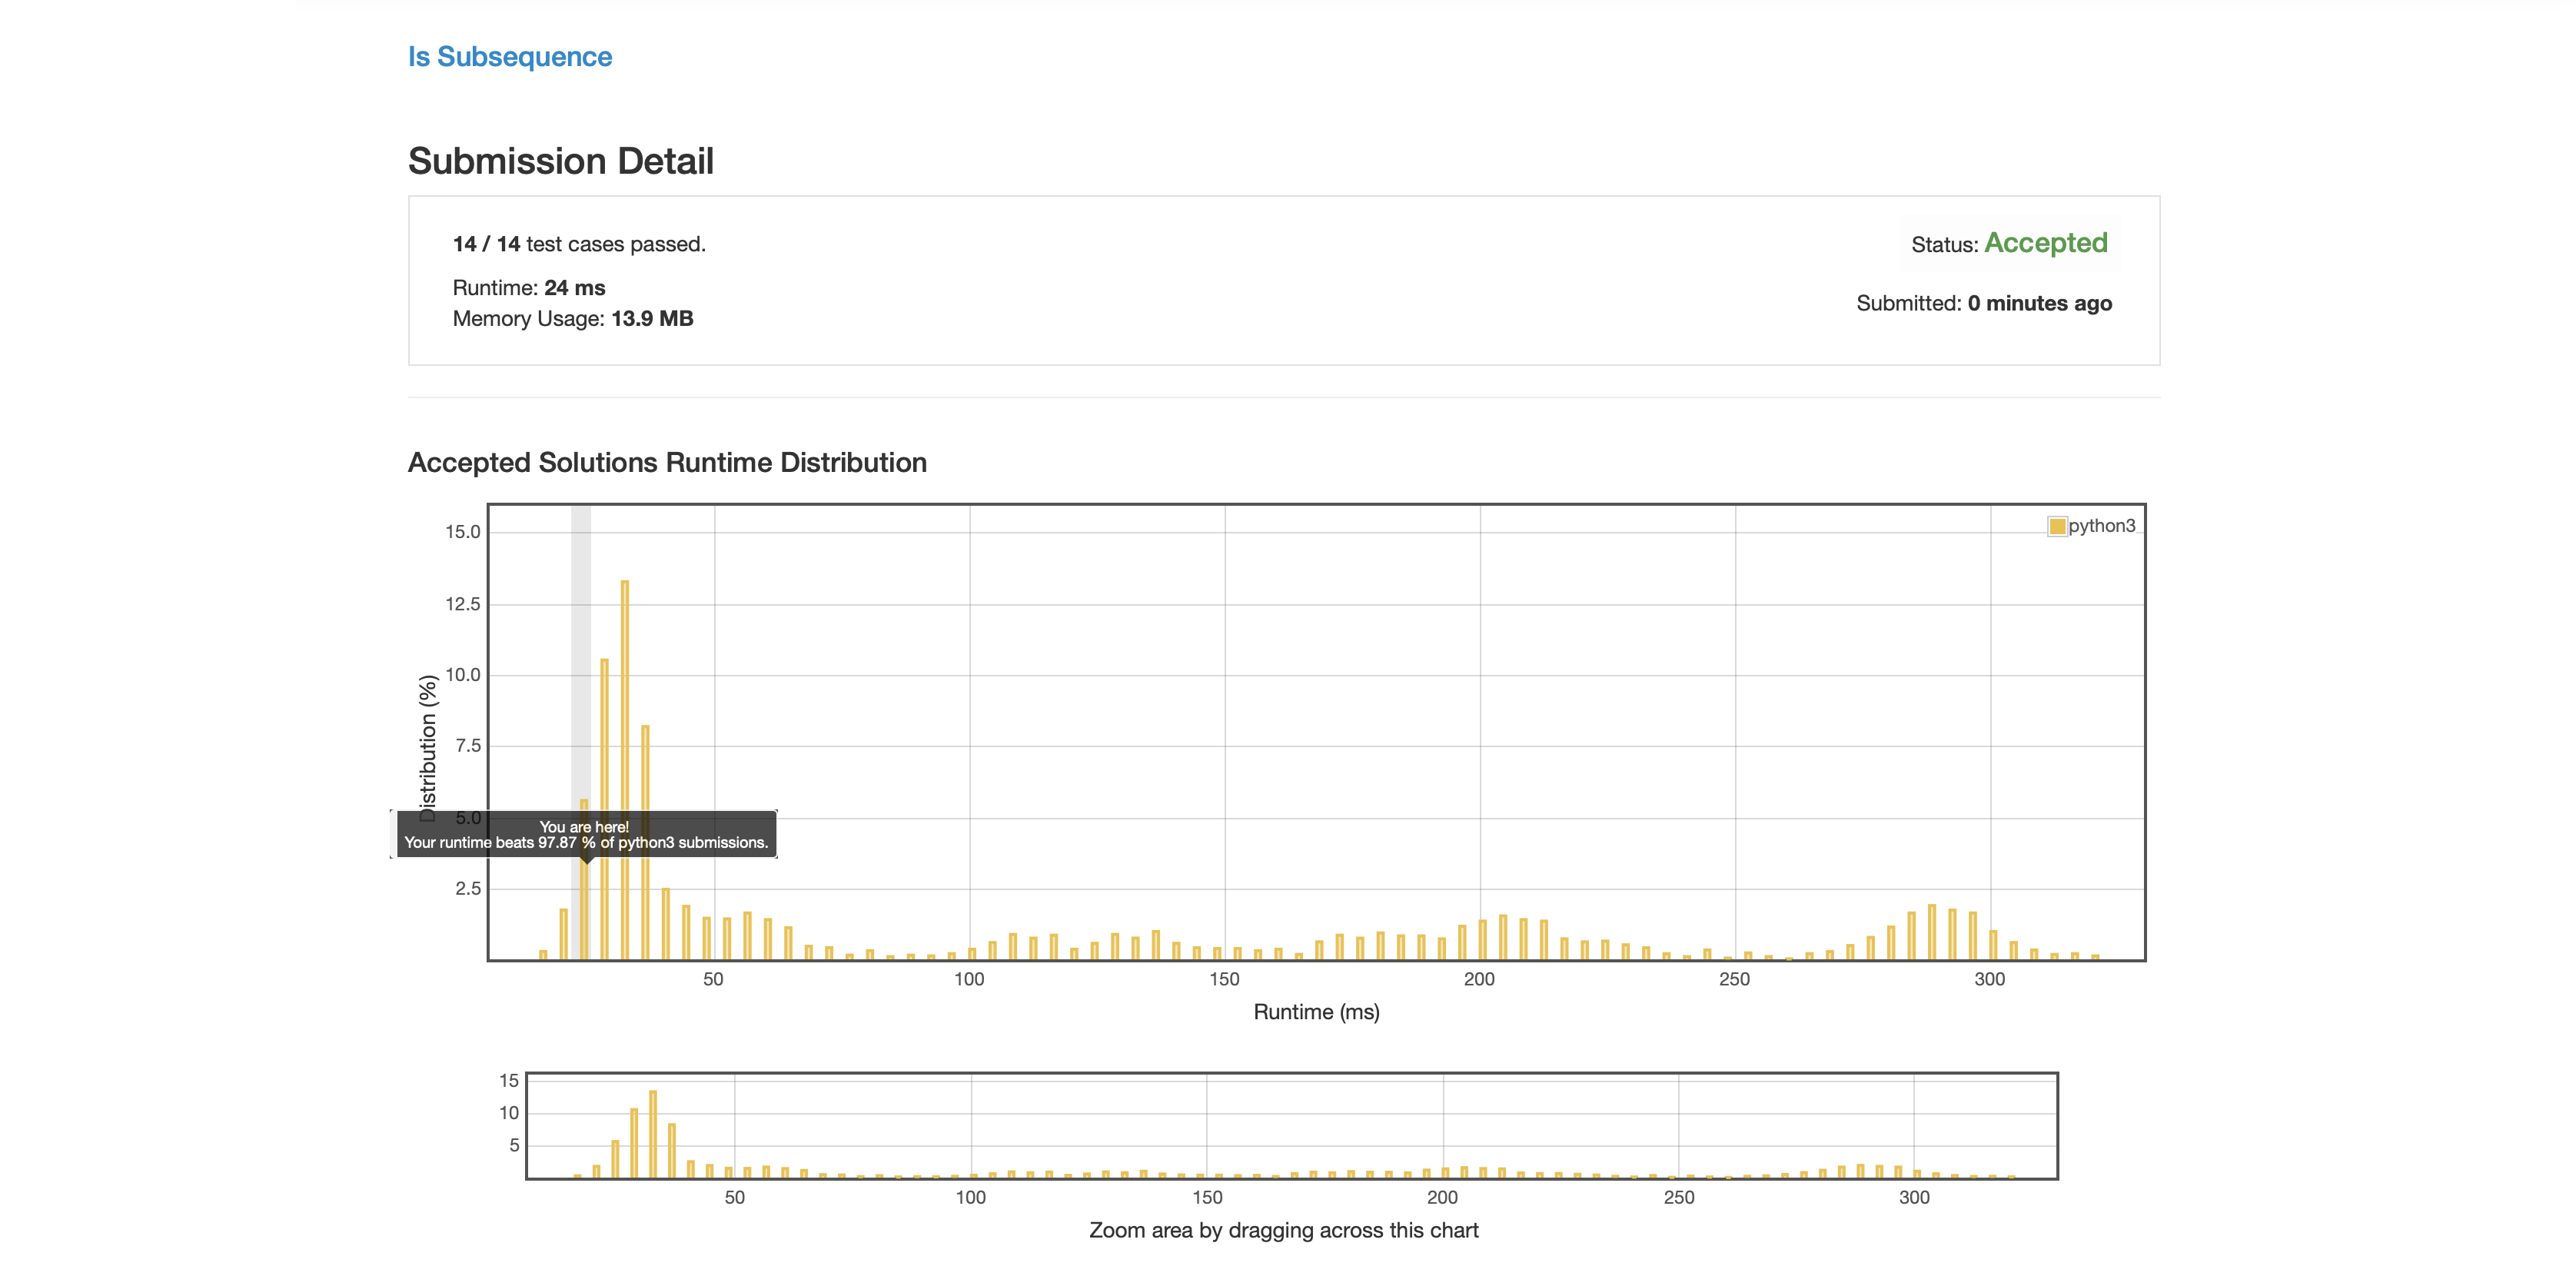 Is Subsequence
Submission Detail
14 / 14 test cases passed.
Status: Accepted
Runtime: 24 ms
Memory Usage: 13.9 MB
Submitted: 0 minutes ago
Accepted Solutions Runtime Distribution
python3
15.0
12.5
10.0
7.5
5.0
2.5
Distribution (%)
You are here!
Your runtime beats 97.87 % of python3 submissions.
50 100 150 200 250 300
Runtime (ms)
15
10
5
50 100 150 200 250 300
Zoom area by dragging across this chart